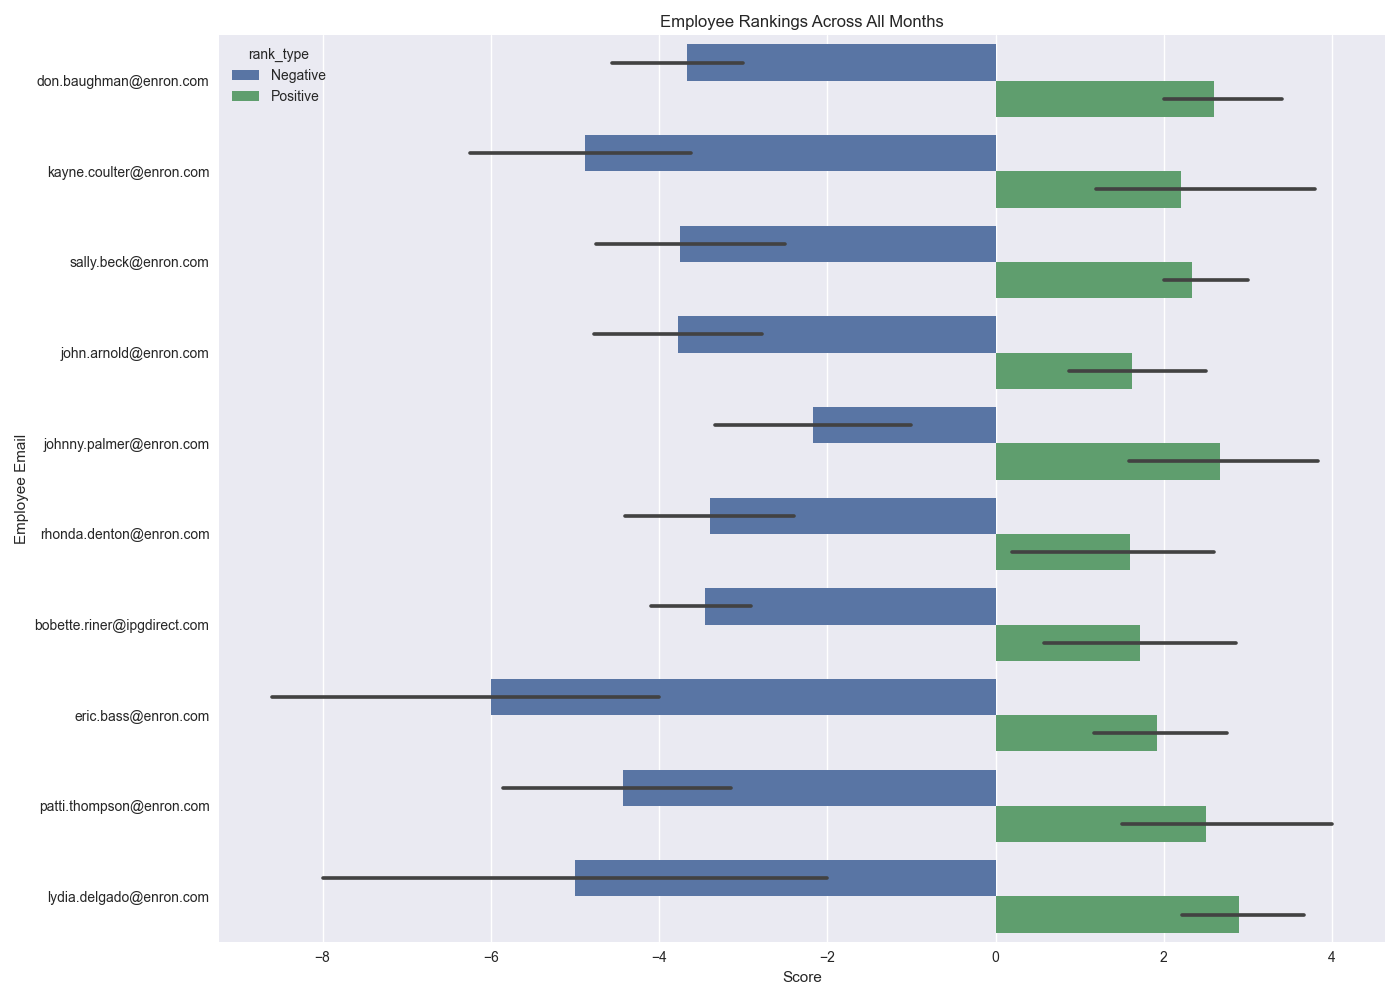 Employee Rankings Across All Months
rank_type
Negative
Positive
Employee Email
don.baughman@enron.com
kayne.coulter@enron.com
sally.beck@enron.com
john.arnold@enron.com
johnny.palmer@enron.com
rhonda.denton@enron.com
bobette.riner@ipgdirect.com
eric.bass@enron.com
patti.thompson@enron.com
lydia.delgado@enron.com
−8 −6 −4 −2 0 2 4
Score